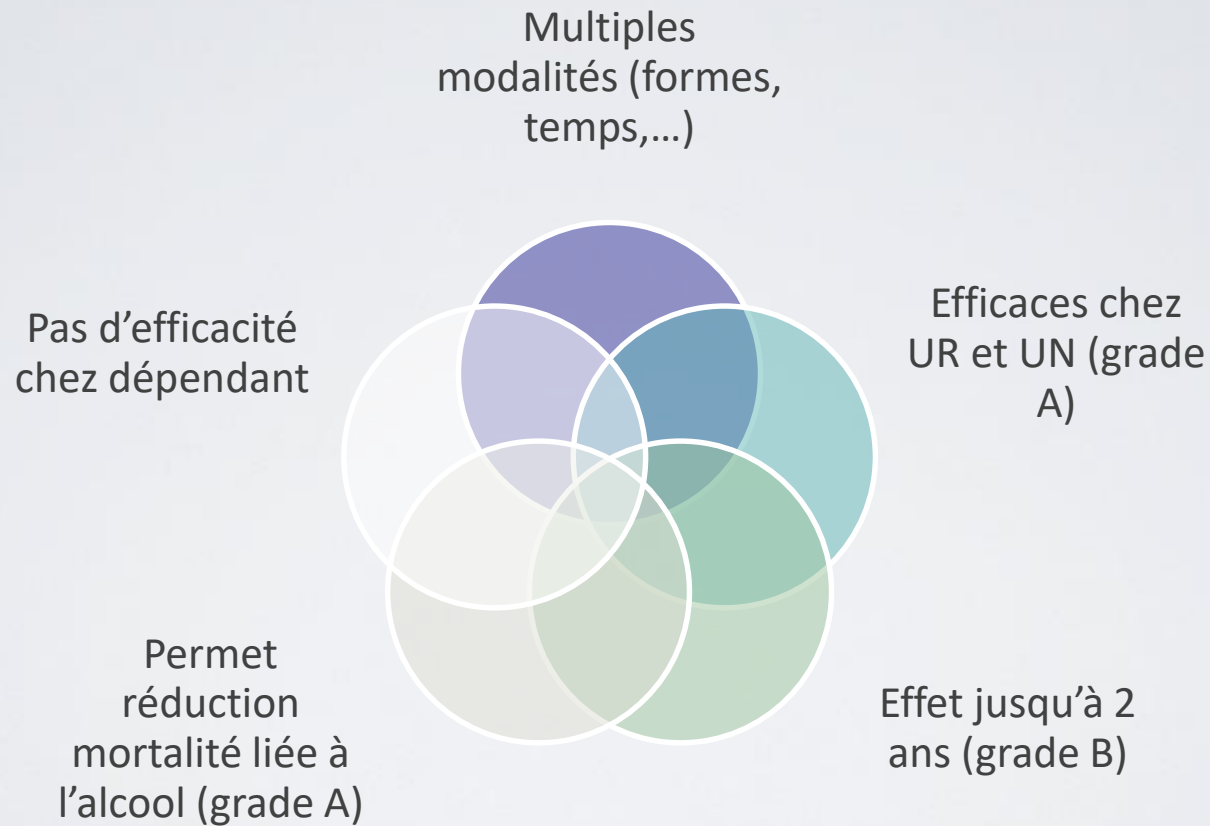 Multiples
modalités (formes,
temps,…)
Efficaces chez
UR et UN (grade
A)
Effet jusqu’à 2
ans (grade B)
Permet
réduction
mortalité liée à
l’alcool (grade A)
Pas d’efficacité
chez dépendant